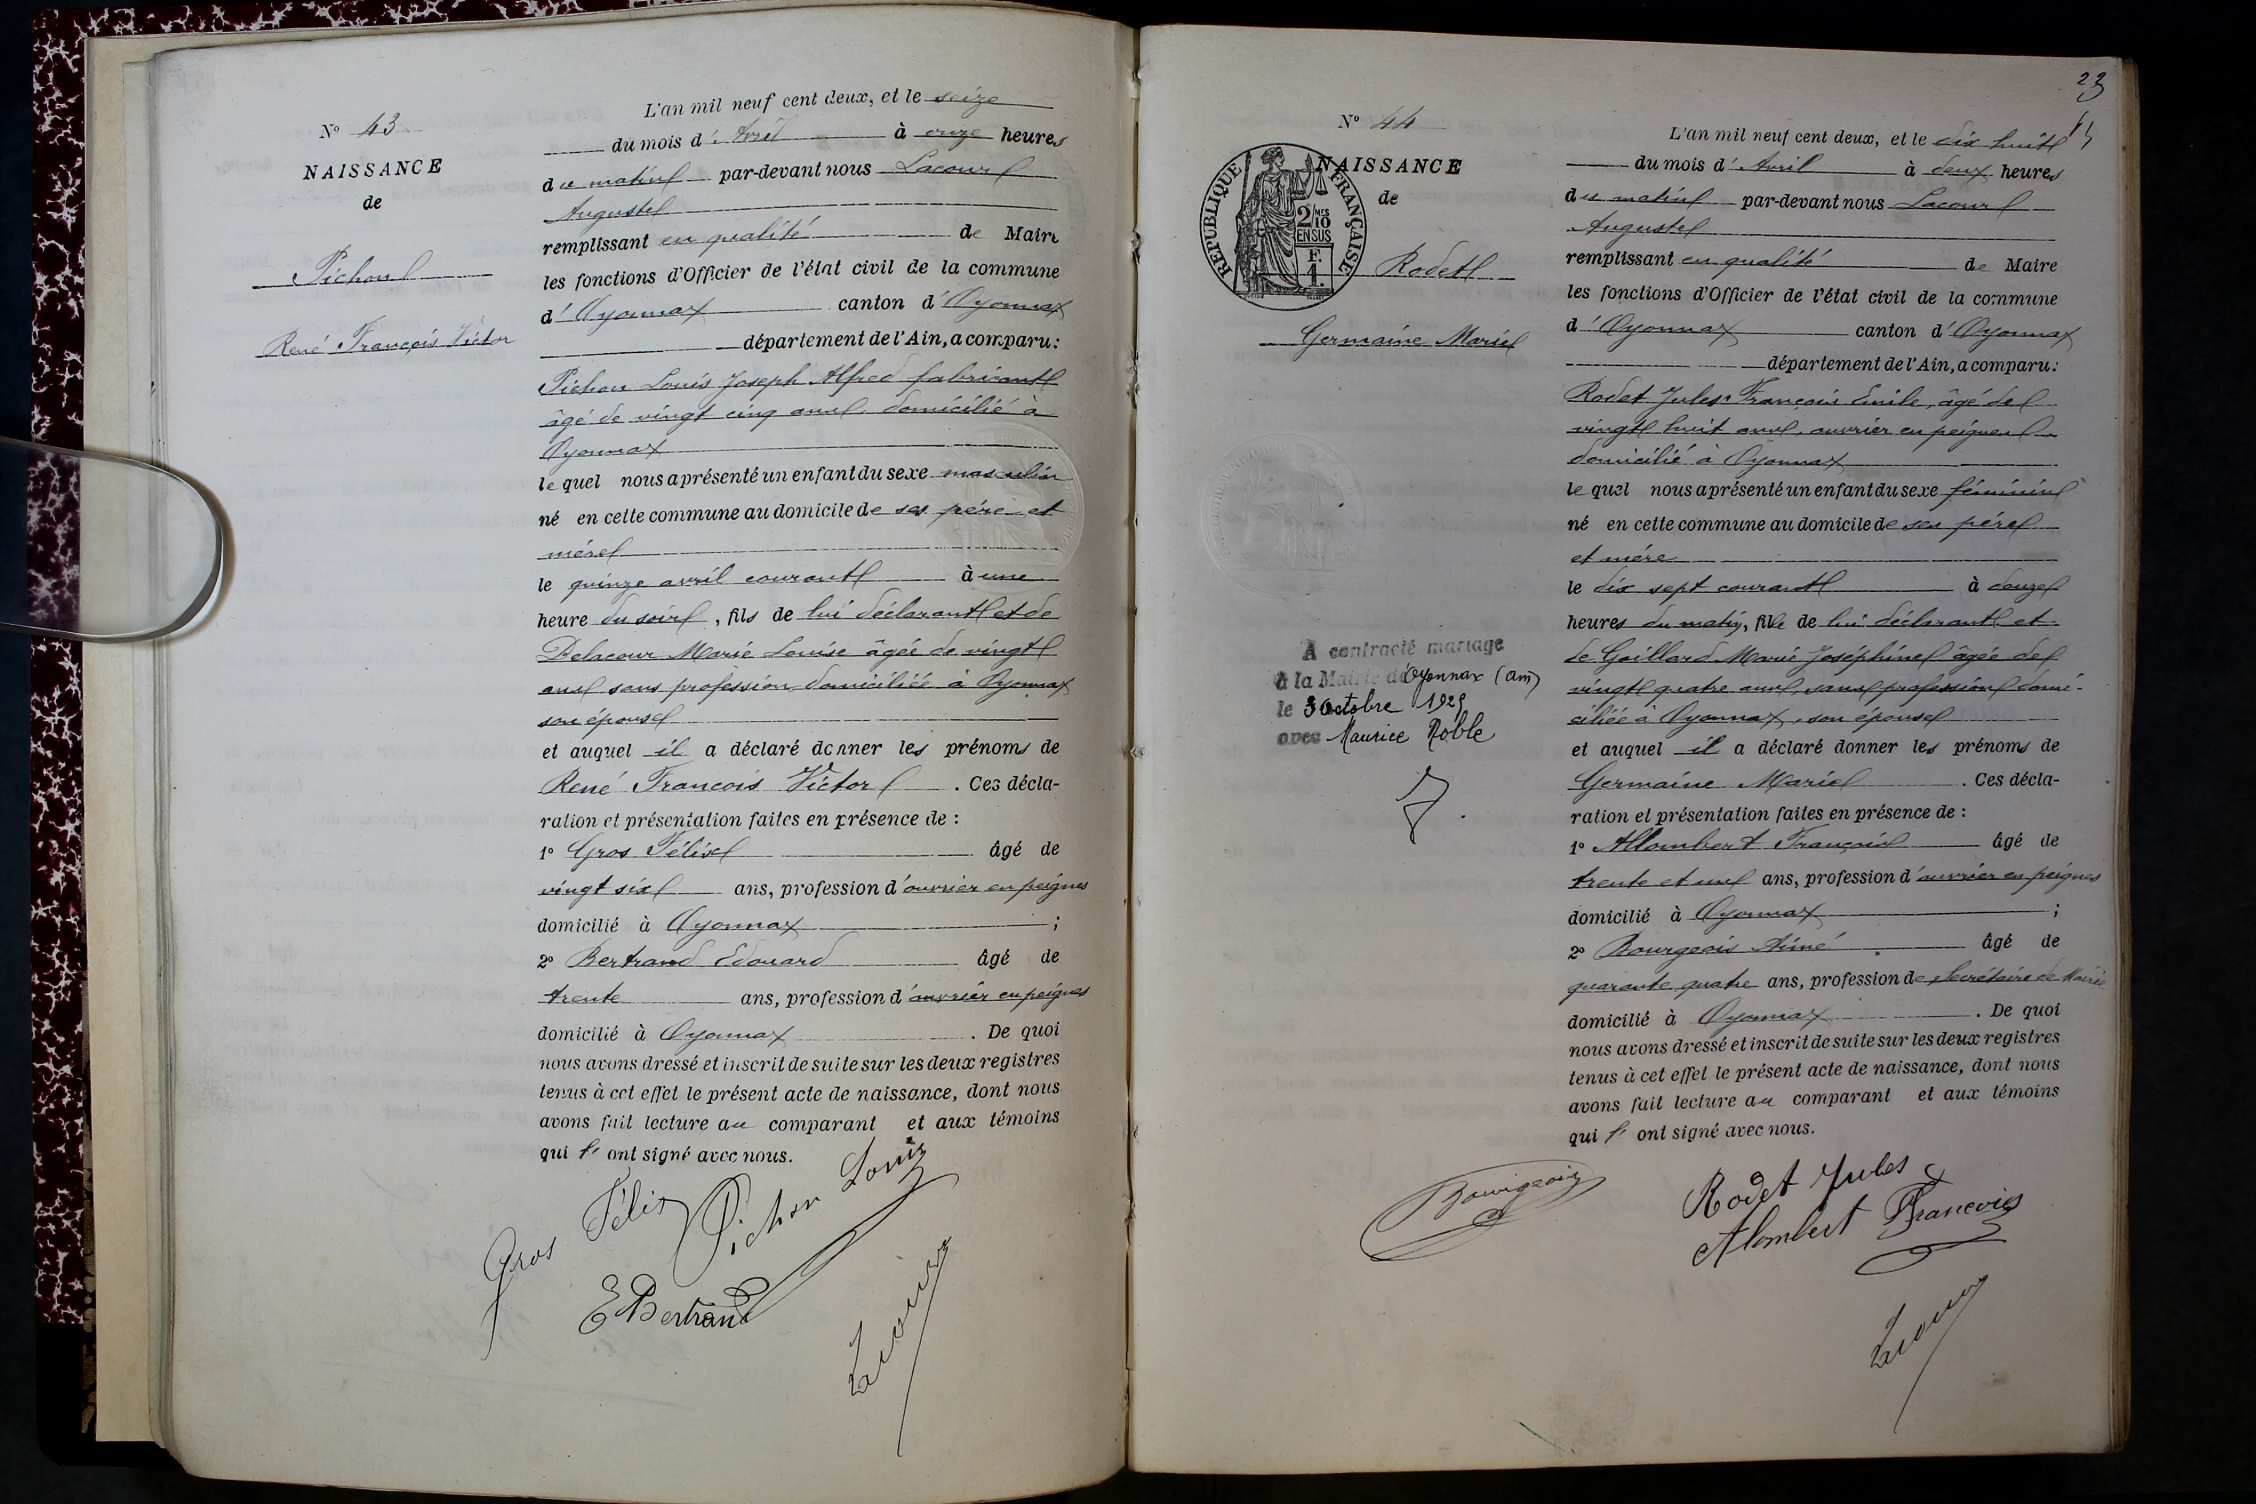 L'an mil neuf cent deux, et le seize
N° 43
du mois d'Avril à onze heures
NAISSANCE
du matin par-devant nous Lacour
de
Auguste
remplissant en qualité de Maire
Pichon
les fonctions d'Officier de l'état civil de la commune
d'Oyonnax canton d'Oyonnax
René François Victor
département de l'Ain, a comparu:
Pichon Louis Joseph Alfred fabricant
âgé de vingt cinq ans domicilié à
Oyonnax
lequel nous a présenté un enfant du sexe masculin
né en cette commune au domicile de ses père et
mère
le quinze avril courant à une
heure du soir, fils de lui déclarant et de
Delacour Marie Louise âgée de vingt
ans sans profession domiciliée à Oyonnax
son épouse
et auquel il a déclaré donner les prénoms de
René François Victor. Ces décla-
ration et présentation faites en présence de :
1° Gros Félix âgé de
vingt six ans, profession d'ouvrier en peignes
domicilié à Oyonnax ;
2° Bertrand Edouard âgé de
trente ans, profession d'ouvrier en peignes
domicilié à Oyonnax. De quoi
nous avons dressé et inscrit de suite sur les deux registres
tenus à cet effet le présent acte de naissance, dont nous
avons fait lecture au comparant et aux témoins
qui l' ont signé avec nous.
Gros Félix
Pichon Louis
E Bertrand
Lacour
23
N° 44
L'an mil neuf cent deux, et le dix huit
NAISSANCE
du mois d'Avril à deux heures
de
du matin par-devant nous Lacour
Auguste
RÉPUBLIQUE FRANÇAISE
2/10 MES
EN SUS
F.
1.
Rodet
remplissant en qualité de Maire
les fonctions d'Officier de l'état civil de la commune
Germaine Marie
d'Oyonnax canton d'Oyonnax
département de l'Ain, a comparu:
Rodet Jules François Emile, âgé de
vingt huit ans, ouvrier en peignes
domicilié à Oyonnax
lequel nous a présenté un enfant du sexe féminin
né en cette commune au domicile de ses père
et mère
le dix sept courant à douze
heures du matin, fille de lui déclarant et
de Gaillard Marie Joséphine âgée de
vingt quatre ans, sans profession domi-
ciliée à Oyonnax, son épouse
et auquel il a déclaré donner les prénoms de
Germaine Marie. Ces décla-
ration et présentation faites en présence de :
A contracté mariage
à la Mairie d'Oyonnax (ain)
le 3 Octobre 1925
avec Maurice Roble
1° Allombert François âgé de
trente et un ans, profession d'ouvrier en peignes
domicilié à Oyonnax ;
2° Bourgeois Aimé âgé de
quarante quatre ans, profession de secrétaire de Mairie
domicilié à Oyonnax. De quoi
nous avons dressé et inscrit de suite sur les deux registres
tenus à cet effet le présent acte de naissance, dont nous
avons fait lecture au comparant et aux témoins
qui l' ont signé avec nous.
Bourgeois
Rodet Jules
Alombert Francois
Lacour